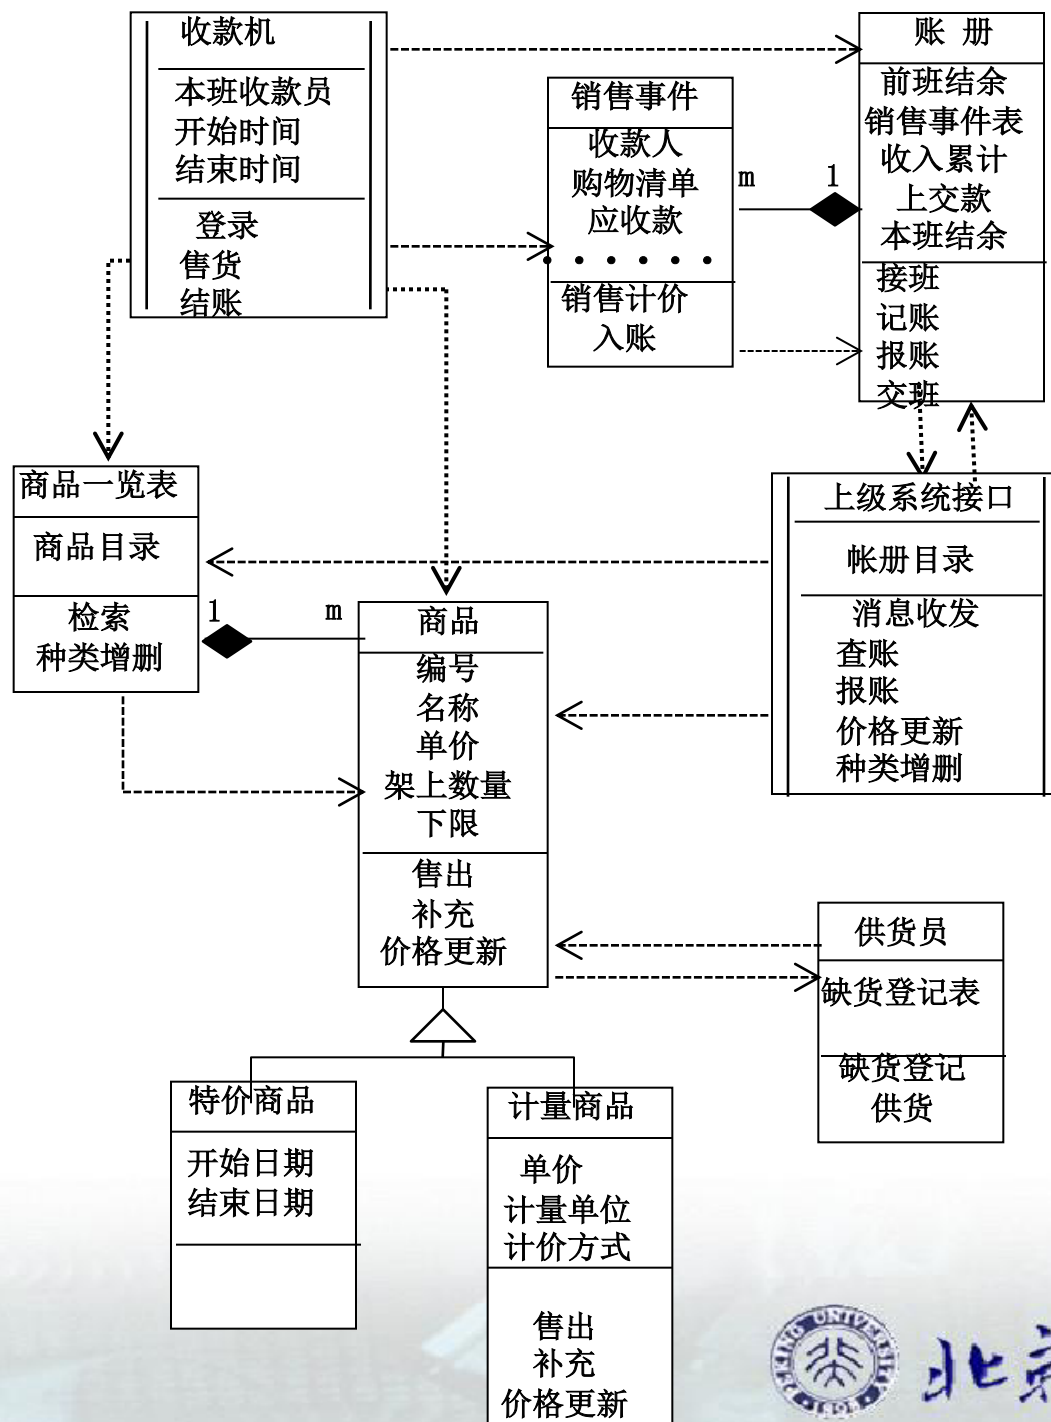 收款机
本班收款员
开始时间
结束时间
登录
售货
结账
销售事件
收款人
购物清单
应收款
• • • • • •
销售计价
入账
m
1
账 册
前班结余
销售事件表
收入累计
上交款
本班结余
接班
记账
报账
交班
商品一览表
商品目录
检索
种类增删
1
m
商品
编号
名称
单价
架上数量
下限
售出
补充
价格更新
上级系统接口
帐册目录
消息收发
查账
报账
价格更新
种类增删
供货员
缺货登记表
缺货登记
供货
特价商品
开始日期
结束日期
计量商品
单价
计量单位
计价方式
售出
补充
价格更新
北京